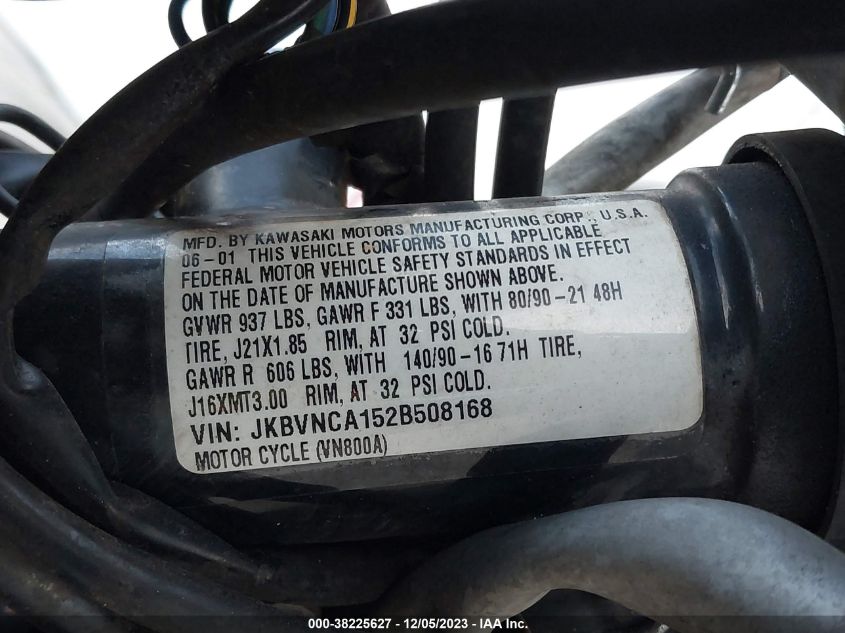 MFD. BY KAWASAKI MOTORS MANUFACTURING CORP., U.S.A.
06-01 THIS VEHICLE CONFORMS TO ALL APPLICABLE
FEDERAL MOTOR VEHICLE SAFETY STANDARDS IN EFFECT
ON THE DATE OF MANUFACTURE SHOWN ABOVE.
GVWR 937 LBS, GAWR F 331 LBS, WITH 80/90-21 48H
TIRE, J21X1.85 RIM, AT 32 PSI COLD.
GAWR R 606 LBS, WITH 140/90-16 71H TIRE,
J16XMT3.00 RIM, AT 32 PSI COLD.
VIN: JKBVNCA152B508168
MOTOR CYCLE (VN800A)
000-38225627 - 12/05/2023 - © IAA Inc.